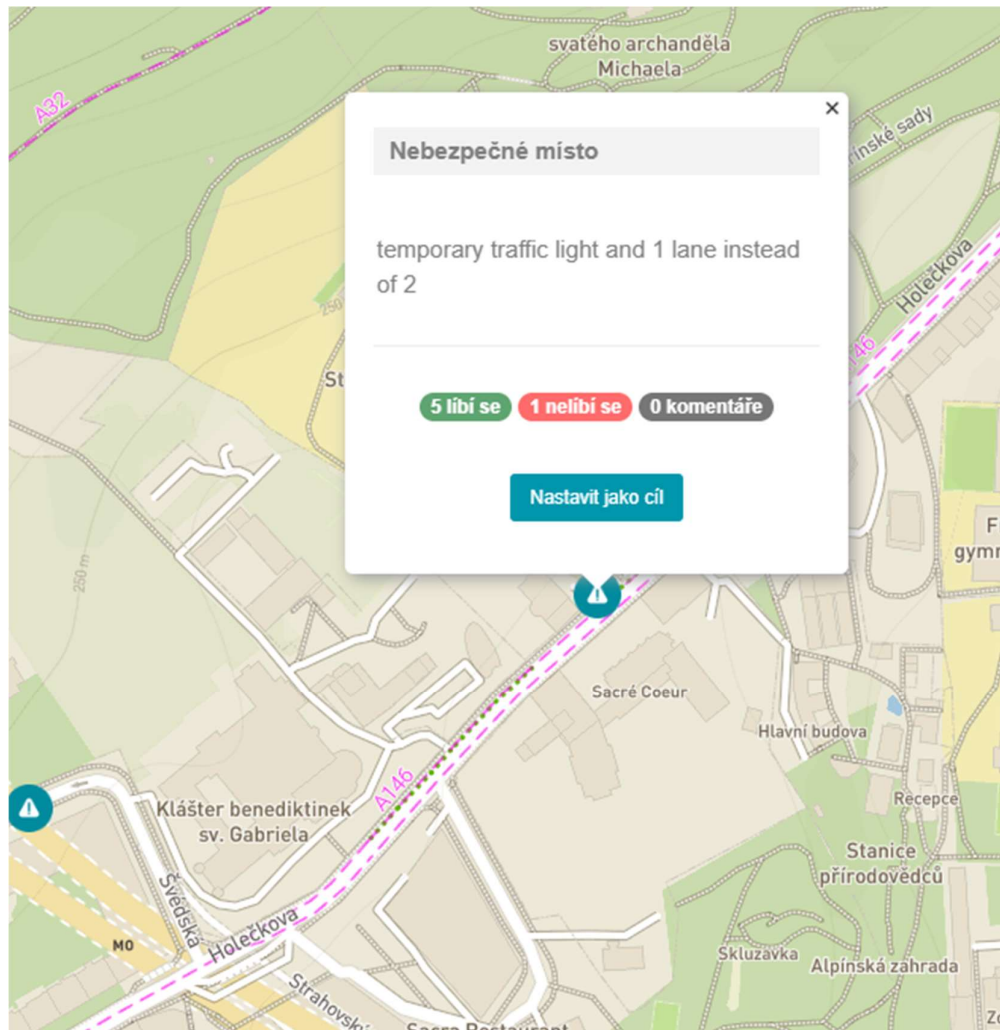 svatého archanděla
Michaela
A32
×
Nebezpečné místo
temporary traffic light and 1 lane instead
of 2
5 líbí se
1 nelíbí se
0 komentáře
Nastavit jako cíl
Holečkova
250 m
Sacré Coeur
Hlavní budova
A146
Klášter benediktinek
sv. Gabriela
Recepce
Stanice
přírodovědců
Švédská
M0
Holečkova
Skluzavka
Alpínská zahrada